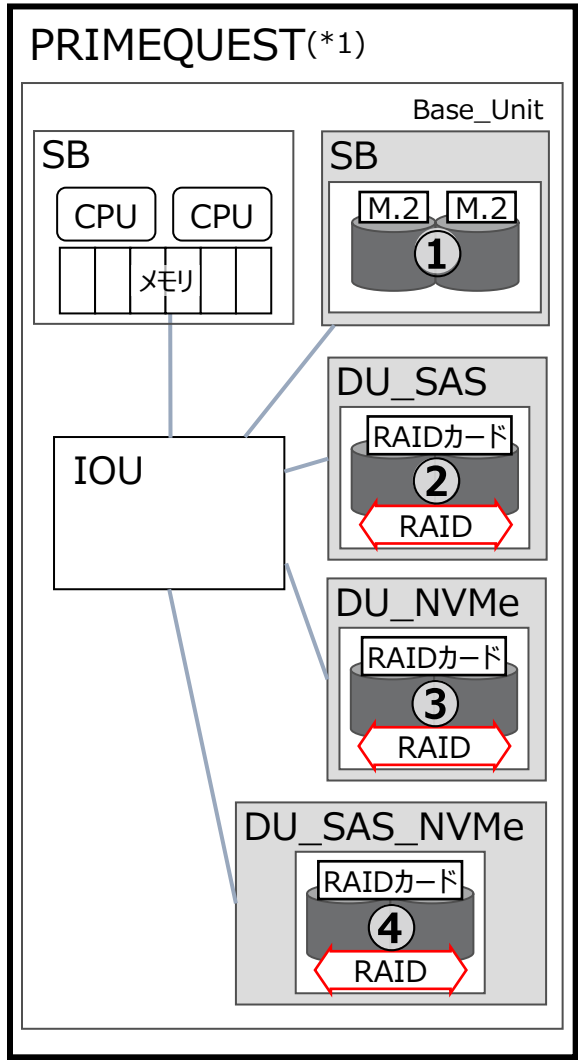 PRIMEQUEST(*1)
Base_Unit
SB
CPU CPU
メモリ
SB
M.2 M.2
①
IOU
DU_SAS
RAIDカード
②
RAID
DU_NVMe
RAIDカード
③
RAID
DU_SAS_NVMe
RAIDカード
④
RAID